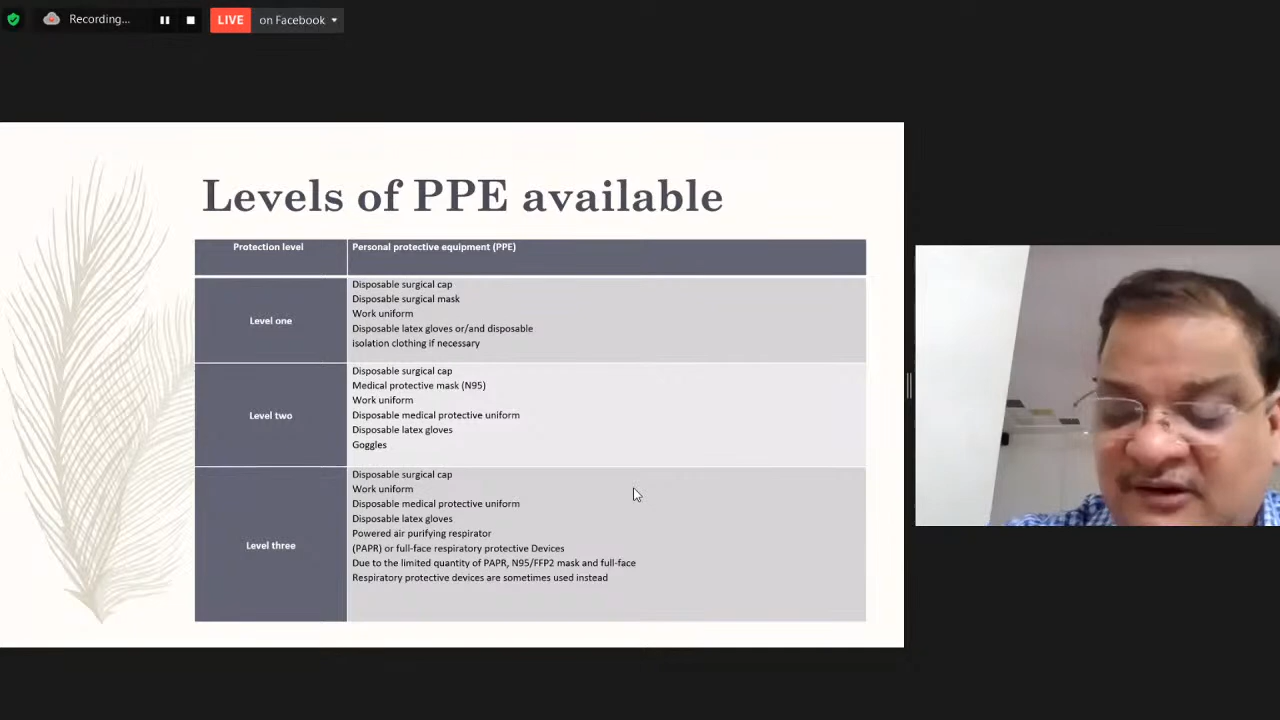 Recording...
LIVE on Facebook
Levels of PPE available
Protection level
Personal protective equipment (PPE)
Level one
Disposable surgical cap
Disposable surgical mask
Work uniform
Disposable latex gloves or/and disposable
isolation clothing if necessary
Level two
Disposable surgical cap
Medical protective mask (N95)
Work uniform
Disposable medical protective uniform
Disposable latex gloves
Goggles
Level three
Disposable surgical cap
Work uniform
Disposable medical protective uniform
Disposable latex gloves
Powered air purifying respirator
(PAPR) or full-face respiratory protective Devices
Due to the limited quantity of PAPR, N95/FFP2 mask and full-face
Respiratory protective devices are sometimes used instead